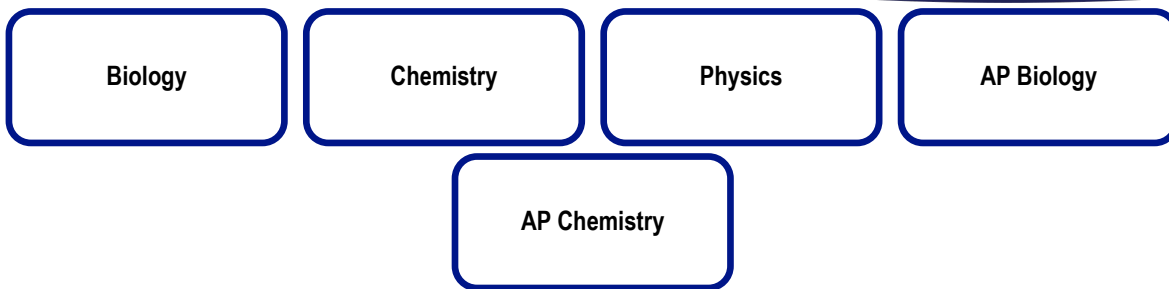 Biology
Chemistry
Physics
AP Biology
AP Chemistry